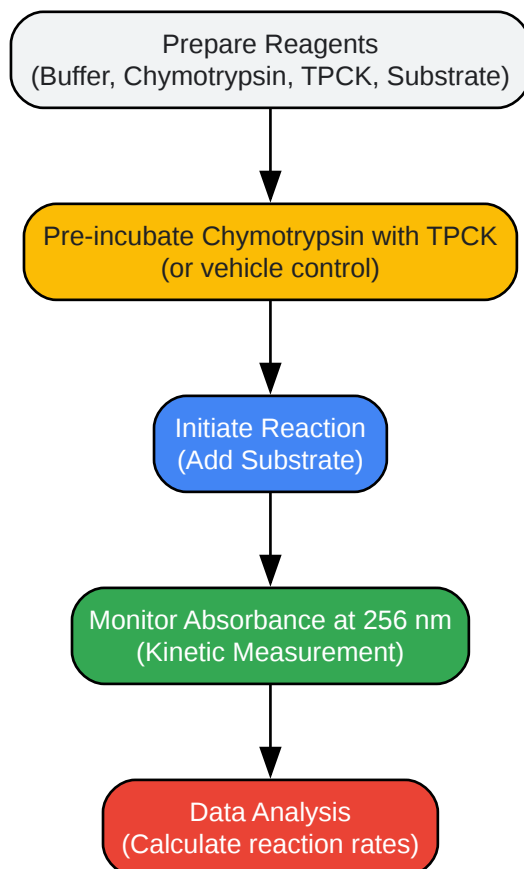 Prepare Reagents
(Buffer, Chymotrypsin, TPCK, Substrate)
Pre-incubate Chymotrypsin with TPCK
(or vehicle control)
Initiate Reaction
(Add Substrate)
Monitor Absorbance at 256 nm
(Kinetic Measurement)
Data Analysis
(Calculate reaction rates)